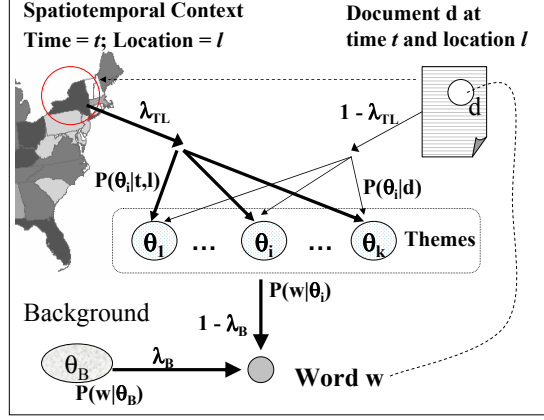 Spatiotemporal Context
Time = t; Location = l
Document d at
time t and location l
d
λTL
1 - λTL
P(θi|t,l)
P(θi|d)
θ1 ... θi ... θk Themes
P(w|θi)
Background
1 - λB
θB
λB
P(w|θB)
Word w